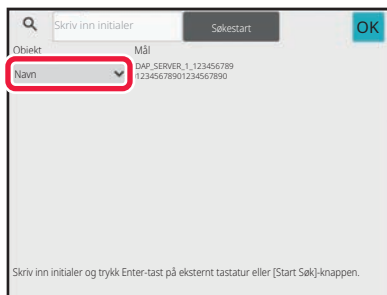 Skriv inn initialer
Søkestart
OK
Objekt
Mål
Navn
DAP_SERVER_1_123456789
12345678901234567890
Skriv inn initialer og trykk Enter-tast på eksternt tastatur eller [Start Søk]-knappen.